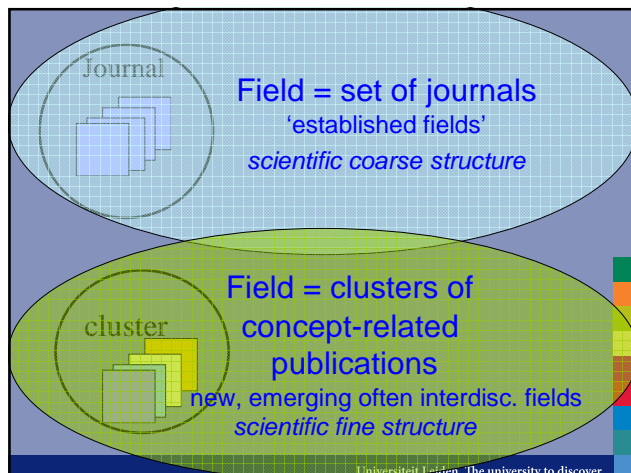 Journal
Field = set of journals
'established fields'
scientific coarse structure
Field = clusters of
cluster
concept-related
publications
new, emerging often interdisc. fields
scientific fine structure
Universiteit Leiden. The university to discover.